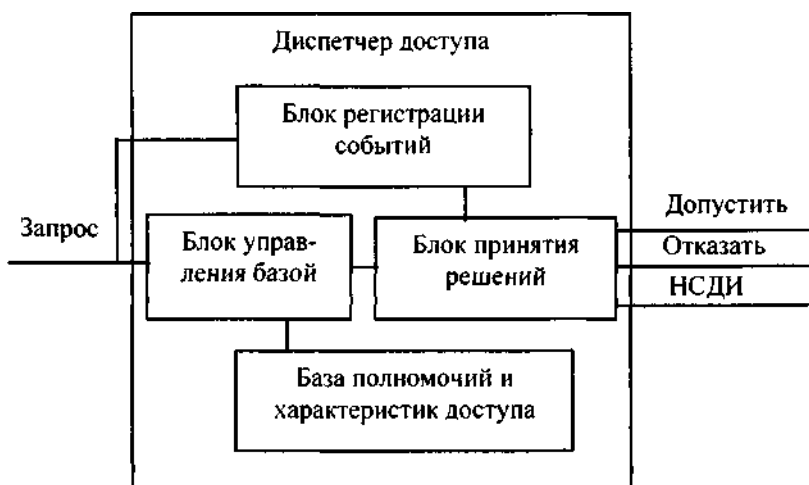 Диспетчер доступа
Блок регистрации
событий
Запрос
Блок управ-
ления базой
Блок принятия
решений
Допустить
Отказать
НСДИ
База полномочий и
характеристик доступа